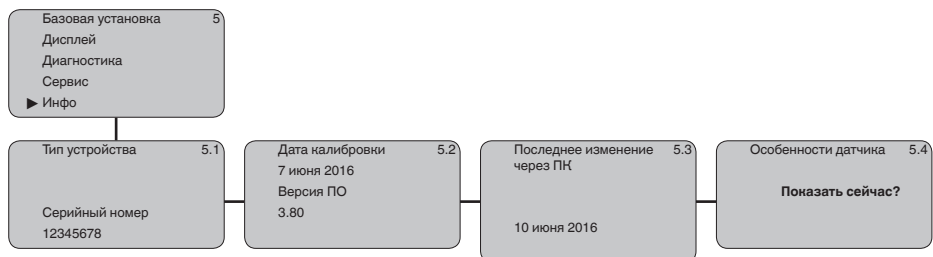 Базовая установка 5
Дисплей
Диагностика
Сервис
▶ Инфо
Тип устройства 5.1
Серийный номер
12345678
Дата калибровки 5.2
7 июня 2016
Версия ПО
3.80
Последнее изменение 5.3
через ПК
10 июня 2016
Особенности датчика 5.4
Показать сейчас?